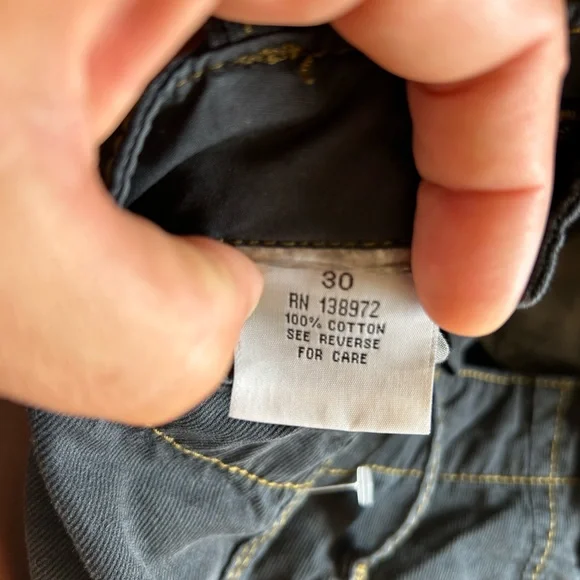 30
RN 138972
100% COTTON
SEE REVERSE
FOR CARE